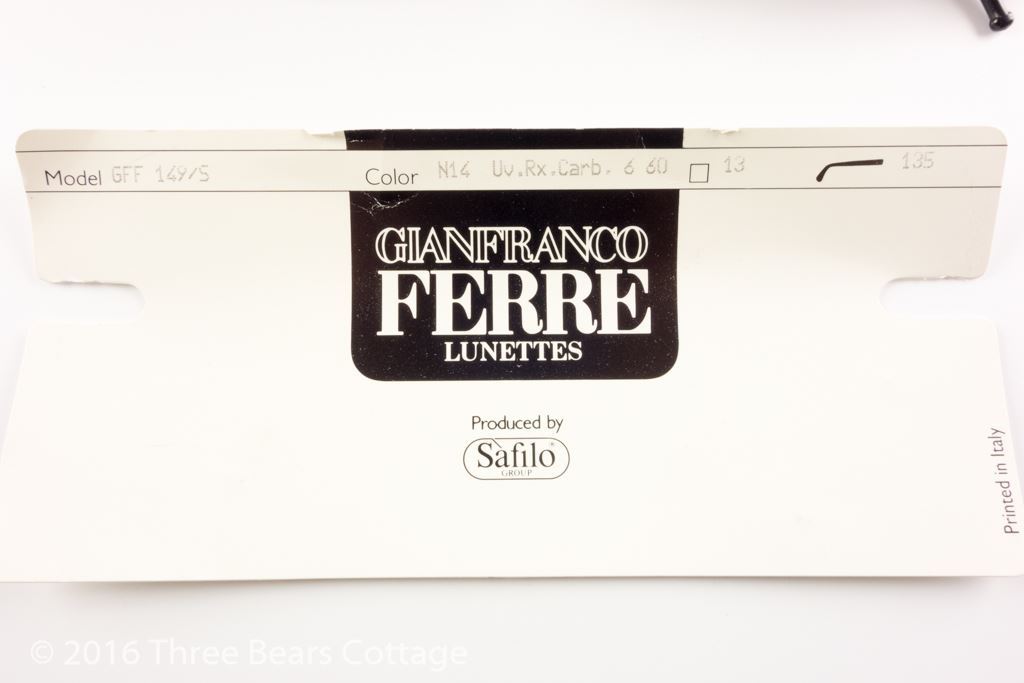 Model GFF 149/S Color N14 Uv.Rx.Carb. 6 60 13 135
GIANFRANCO
FERRE
LUNETTES
Produced by
Sàfilo®
GROUP
Printed in Italy
© 2016 Three Bears Cottage